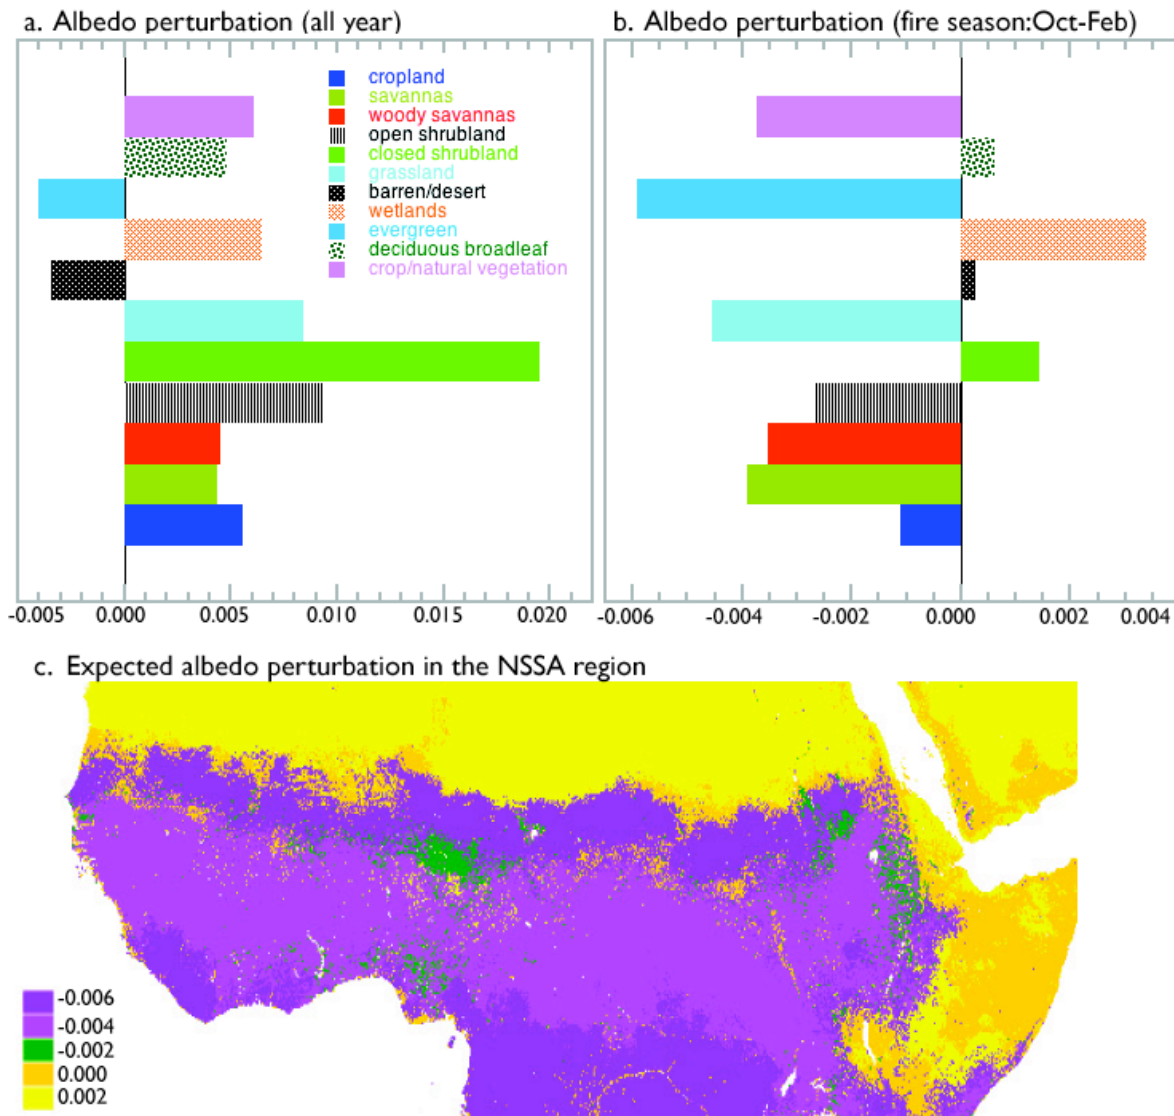 a. Albedo perturbation (all year)
b. Albedo perturbation (fire season:Oct-Feb)
cropland
savannas
woody savannas
open shrubland
closed shrubland
grassland
barren/desert
wetlands
evergreen
deciduous broadleaf
crop/natural vegetation
-0.005 0.000 0.005 0.010 0.015 0.020
-0.006 -0.004 -0.002 0.000 0.002 0.004
c. Expected albedo perturbation in the NSSA region
-0.006
-0.004
-0.002
0.000
0.002